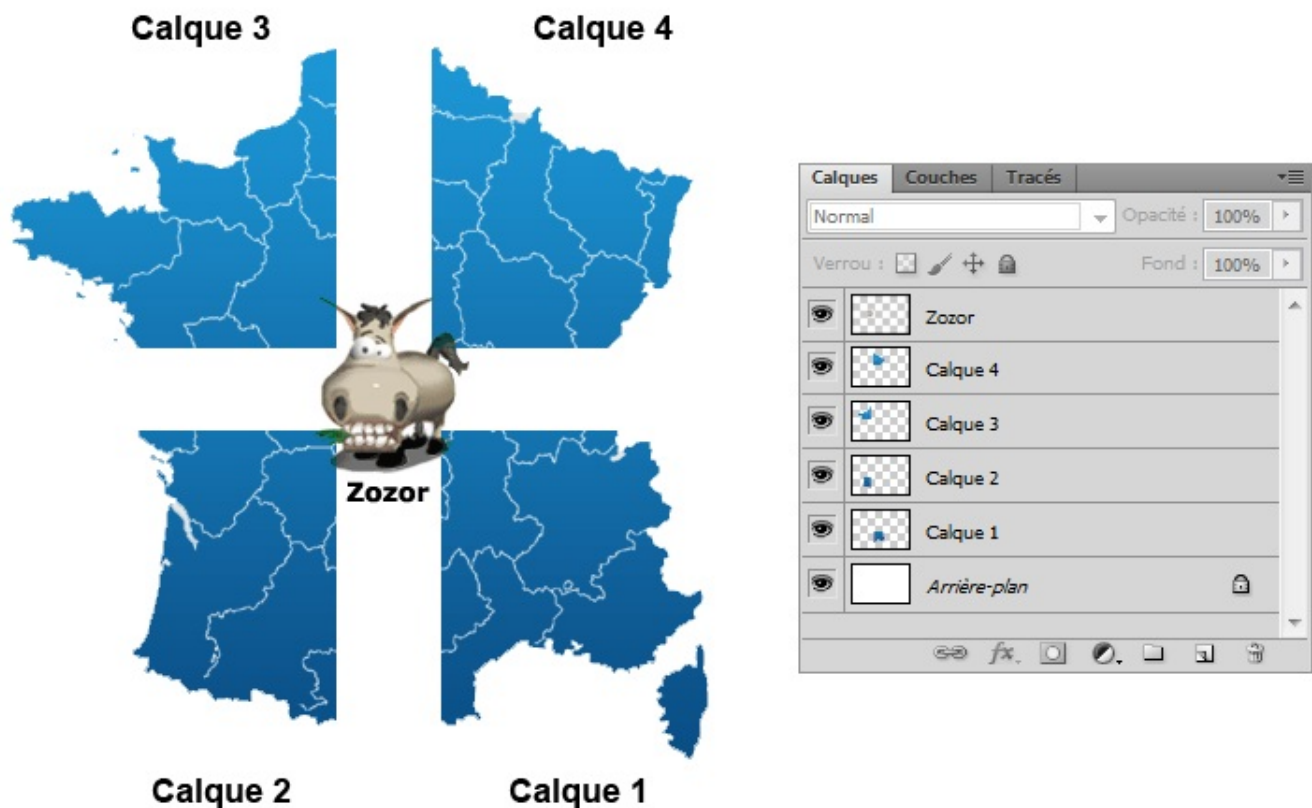 Calque 3
Calque 4
Zozor
Calque 2
Calque 1
Calques Couches Tracés
Normal Opacité : 100%
Verrou : Fond : 100%
Zozor
Calque 4
Calque 3
Calque 2
Calque 1
Arrière-plan
fx.